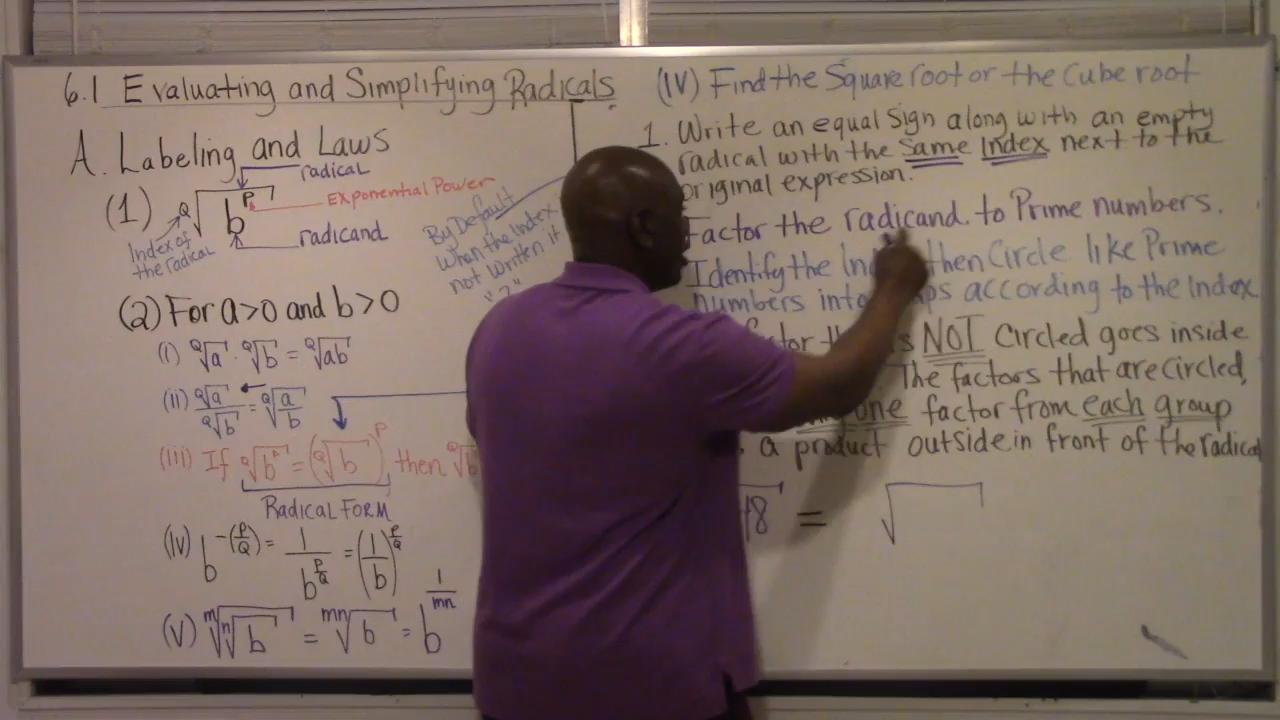 6.1 Evaluating and Simplifying Radicals
A. Labeling and Laws
radical
(1) Q√b^P
Exponential Power
radicand
Index of
the radical
By Default
when the Index
not written it
"2"
(2) For a>0 and b>0
(i) Q√a · Q√b = Q√ab
(ii) Q√a / Q√b = Q√(a/b)
(iii) If Q√b^P = (Q√b)^P then Q√b
Radical Form
(iv) b^-(P/Q) = 1/b^(P/Q) = (1/b)^(P/Q)
(v) m√n√b = mn√b = b^(1/mn)
(IV) Find the Square root or the Cube root
1. Write an equal Sign along with an empty
radical with the Same Index next to the
original expression.
Factor the radicand to Prime numbers.
Identify the then Circle like Prime
numbers according to the Index
NOT Circled goes inside
The factors that are Circled,
one factor from each group
a product outside in front of the radical
8 = √